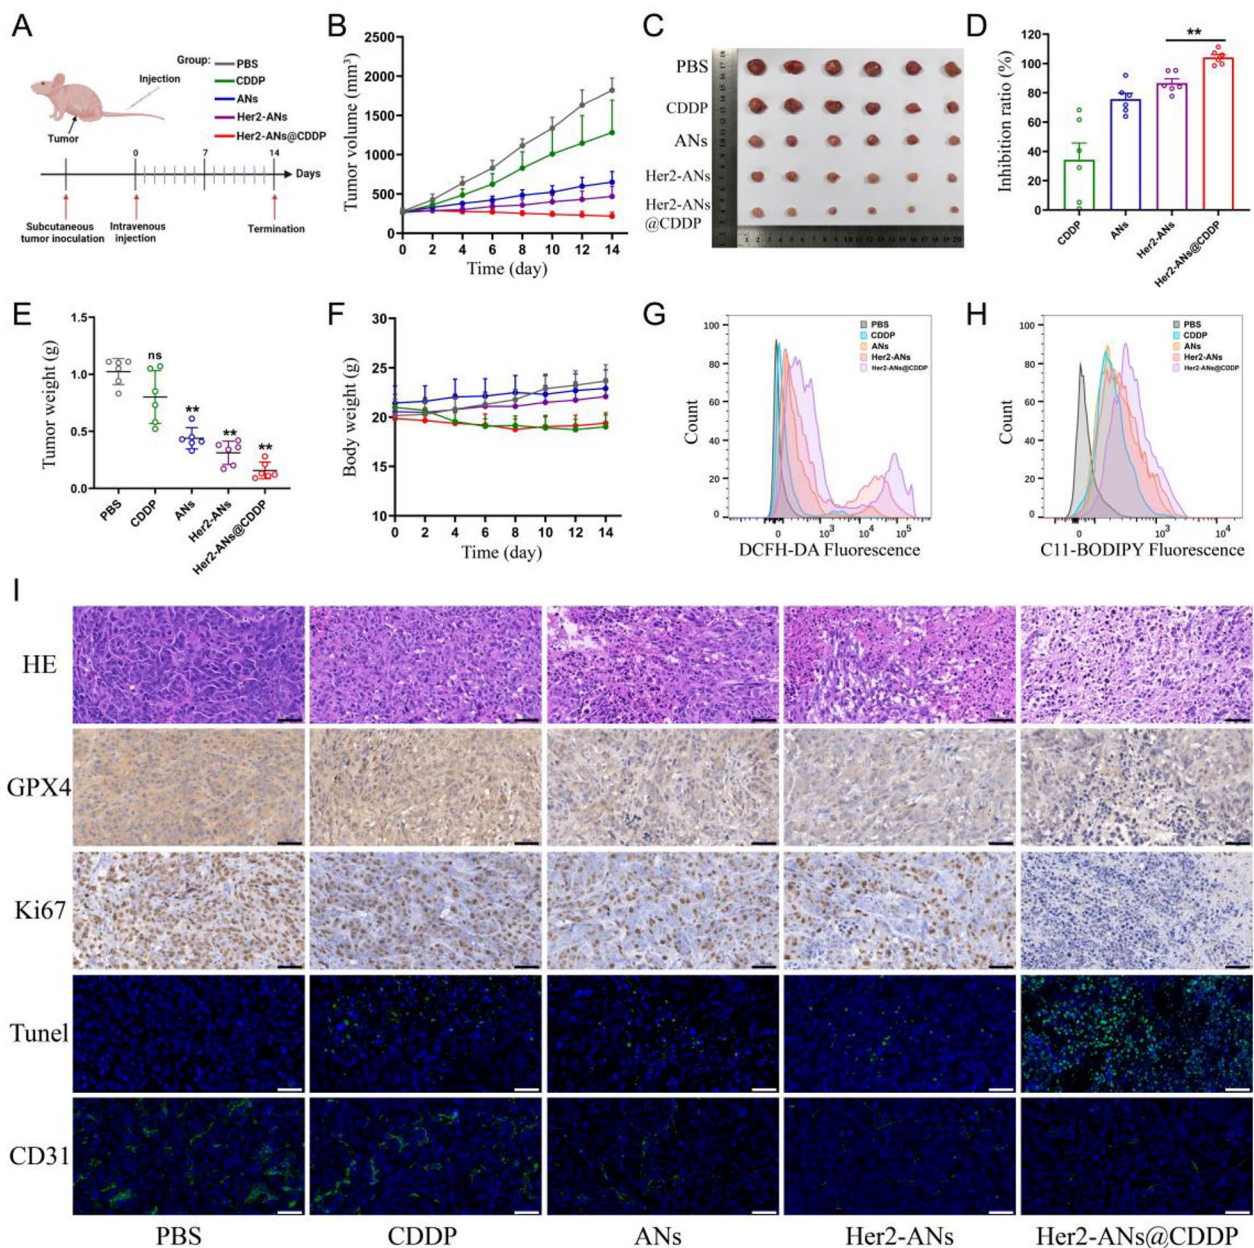 A
Group:
PBS
CDDP
ANs
Her2-ANs
Her2-ANs@CDDP
Injection
Tumor
0
7
14
Days
Subcutaneous
tumor inoculation
Intravenous
injection
Termination
B
Tumor volume (mm³)
2500
2000
1500
1000
500
0
0 2 4 6 8 10 12 14
Time (day)
C
PBS
CDDP
ANs
Her2-ANs
Her2-ANs
@CDDP
D
Inhibition ratio (%)
120
100
80
60
40
20
0
**
CDDP
ANs
Her2-ANs
Her2-ANs@CDDP
E
Tumor weight (g)
1.5
1.0
0.5
0.0
ns
**
**
**
PBS
CDDP
ANs
Her2-ANs
Her2-ANs@CDDP
F
Body weight (g)
30
25
20
15
10
0 2 4 6 8 10 12 14
Time (day)
G
Count
100
80
60
40
20
0
PBS
CDDP
ANs
Her2-ANs
Her2-ANs@CDDP
0 10³ 10⁴ 10⁵
DCFH-DA Fluorescence
H
Count
100
80
60
40
20
0
PBS
CDDP
ANs
Her2-ANs
Her2-ANs@CDDP
0 10³ 10⁴
C11-BODIPY Fluorescence
I
HE
GPX4
Ki67
Tunel
CD31
PBS CDDP ANs Her2-ANs Her2-ANs@CDDP